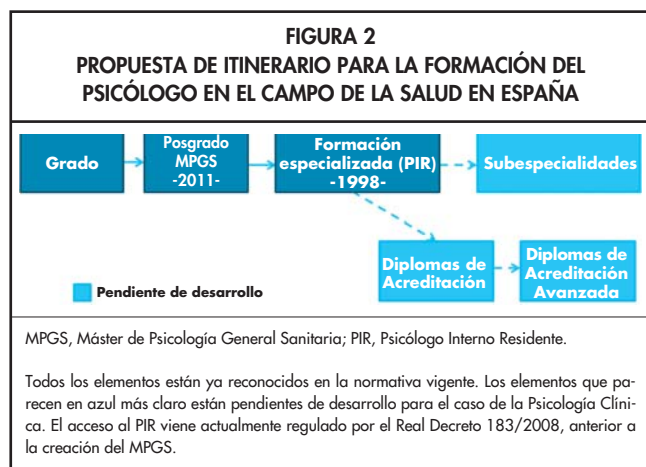 FIGURA 2
PROPUESTA DE ITINERARIO PARA LA FORMACIÓN DEL
PSICÓLOGO EN EL CAMPO DE LA SALUD EN ESPAÑA
Grado
Posgrado
MPGS
-2011-
Formación
especializada (PIR)
-1998-
Subespecialidades
Diplomas de
Acreditación
Diplomas de
Acreditación
Avanzada
Pendiente de desarrollo
MPGS, Máster de Psicología General Sanitaria; PIR, Psicólogo Interno Residente.
Todos los elementos están ya reconocidos en la normativa vigente. Los elementos que pa-
recen en azul más claro están pendientes de desarrollo para el caso de la Psicología Clíni-
ca. El acceso al PIR viene actualmente regulado por el Real Decreto 183/2008, anterior a
la creación del MPGS.